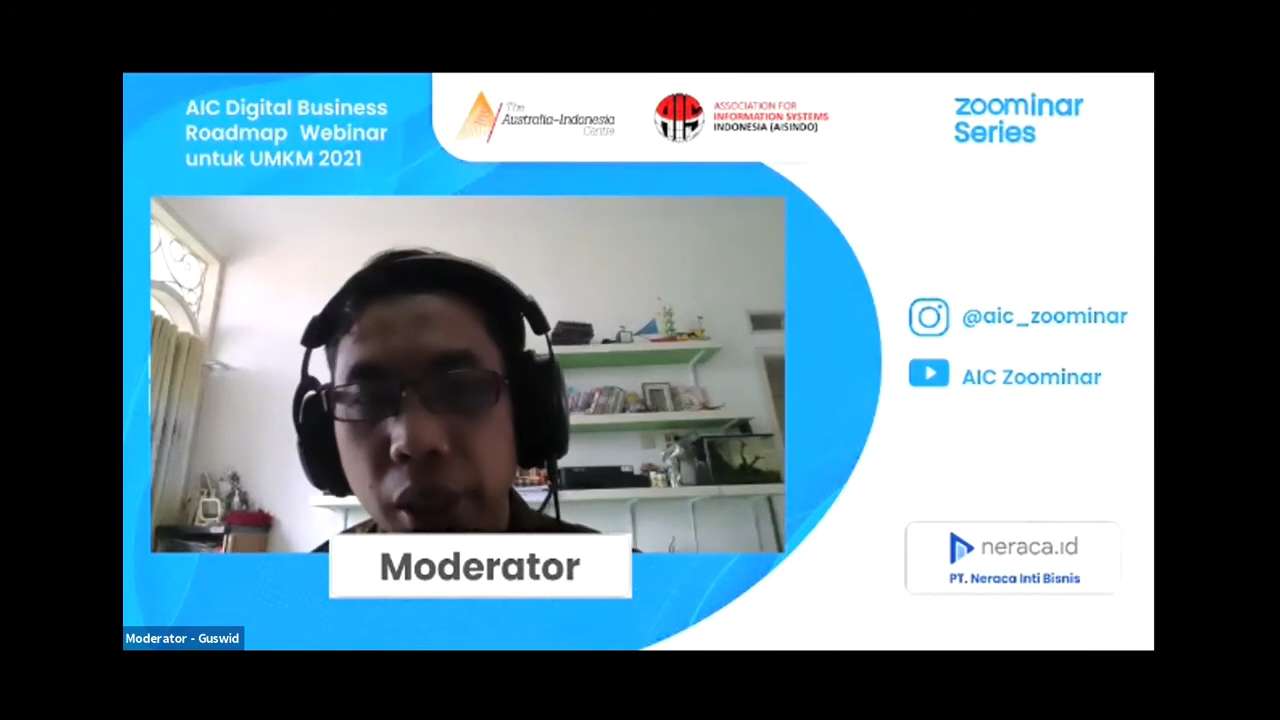 AIC Digital Business
Roadmap Webinar
untuk UMKM 2021
The
Australia-Indonesia
Centre
AIS
ASSOCIATION FOR
INFORMATION SYSTEMS
INDONESIA (AISINDO)
zoominar
Series
@aic_zoominar
AIC Zoominar
neraca.id
PT. Neraca Inti Bisnis
Moderator
Moderator - Guswid